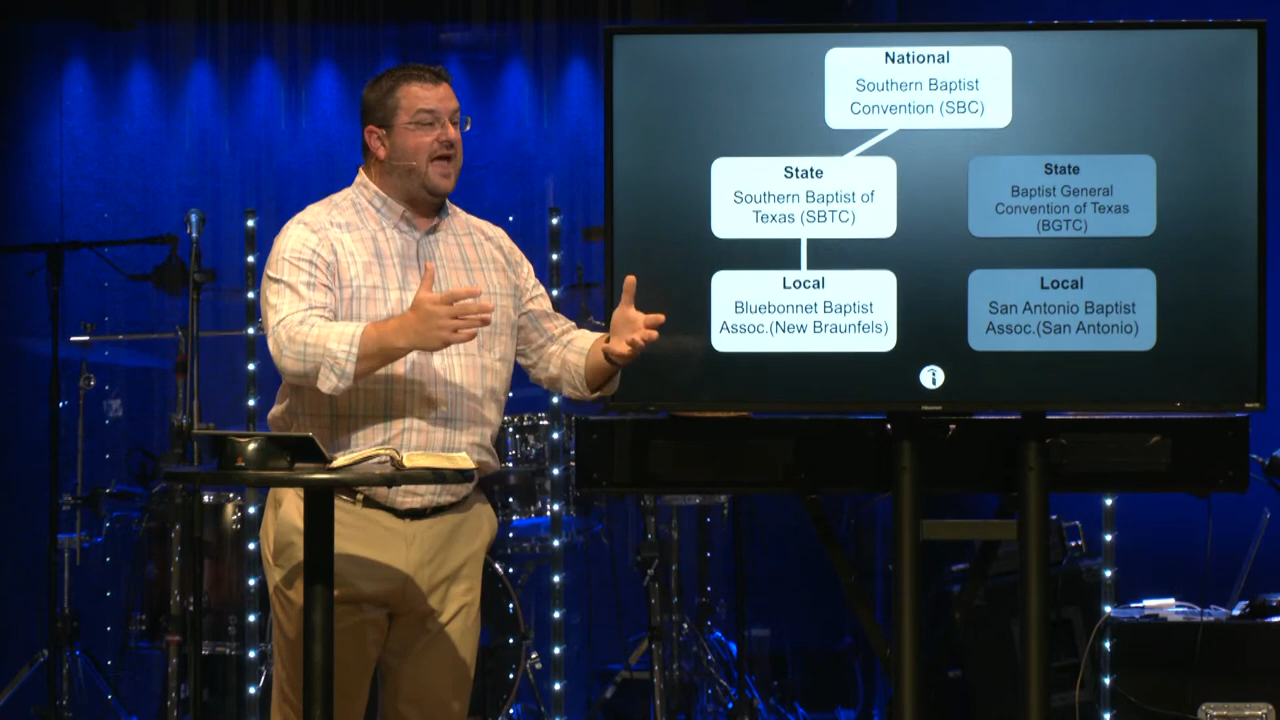 National
Southern Baptist
Convention (SBC)
State
Southern Baptist of
Texas (SBTC)
State
Baptist General
Convention of Texas
(BGTC)
Local
Bluebonnet Baptist
Assoc.(New Braunfels)
Local
San Antonio Baptist
Assoc.(San Antonio)
Hisense